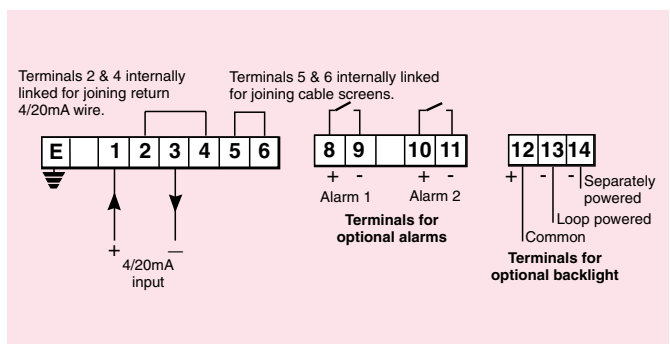 Terminals 2 & 4 internally
linked for joining return
4/20mA wire.
Terminals 5 & 6 internally linked
for joining cable screens.
E 1 2 3 4 5 6
8 9 10 11
12 13 14
+ -
Alarm 1
+ -
Alarm 2
Terminals for
optional alarms
+ - -
Separately
powered
Loop powered
Common
Terminals for
optional backlight
+ —
4/20mA
input